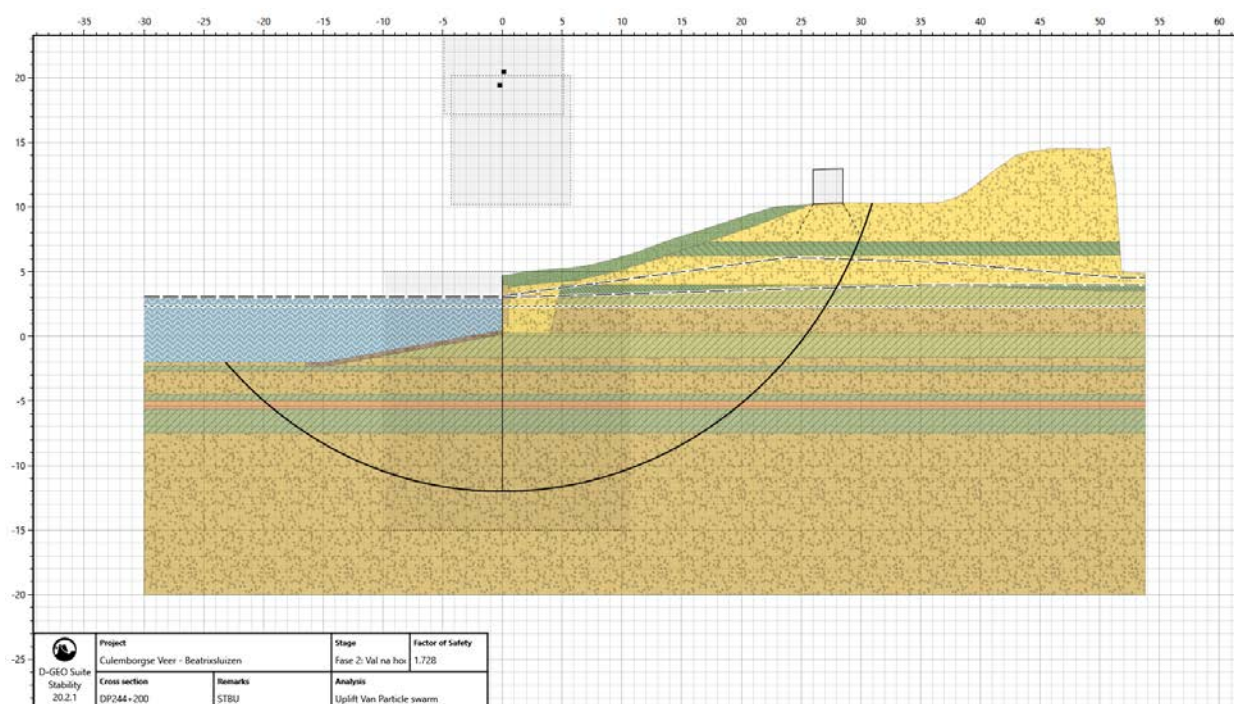 -35 -30 -25 -20 -15 -10 -5 0 5 10 15 20 25 30 35 40 45 50 55 60
20
15
10
5
0
-5
-10
-15
-20
-25
D-GEO Suite
Stability
20.2.1
Project
Culemborgse Veer - Beatrixsluizen
Stage
Fase 2: Val na ho
Factor of Safety
1.728
Cross section
DP244+200
Remarks
STBU
Analysis
Uplift Van Particle swarm